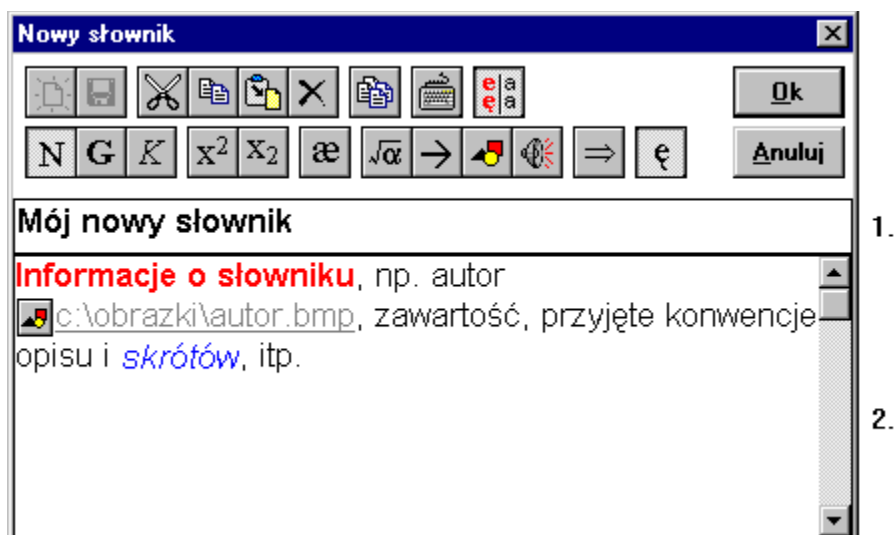 Nowy słownik
e a
ę a
Ok
N G K x² x₂ æ √α → ⇒ ę
Anuluj
Mój nowy słownik
1.
Informacje o słowniku, np. autor
c:\obrazki\autor.bmp, zawartość, przyjęte konwencje
opisu i skrótów, itp.
2.